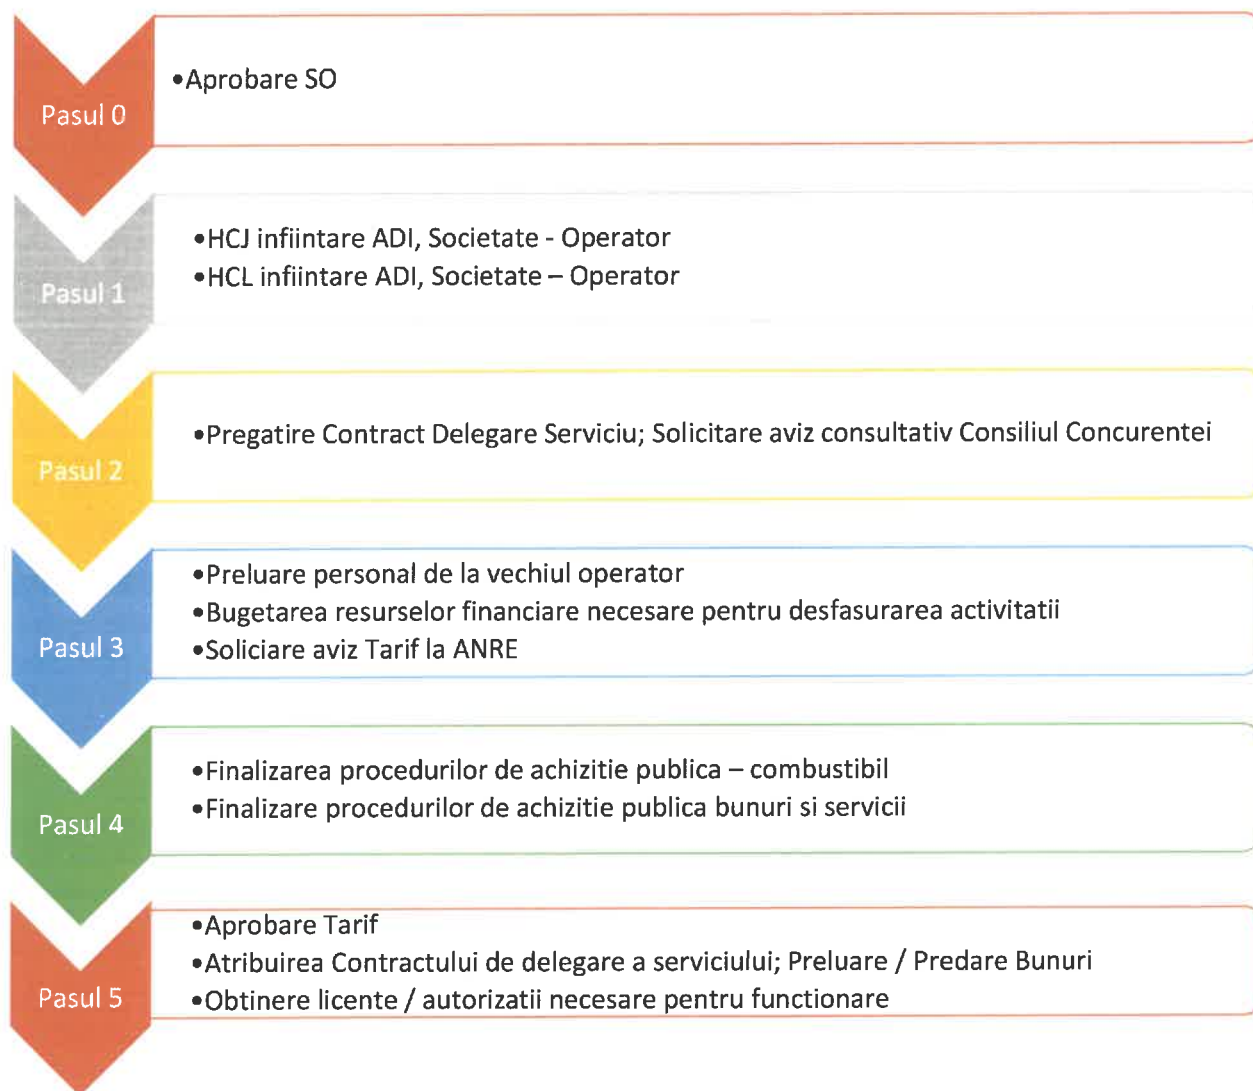 Pasul 0
•Aprobare SO
Pasul 1
•HCJ infiintare ADI, Societate - Operator
•HCL infiintare ADI, Societate – Operator
Pasul 2
•Pregatire Contract Delegare Serviciu; Solicitare aviz consultativ Consiliul Concurentei
Pasul 3
•Preluare personal de la vechiul operator
•Bugetarea resurselor financiare necesare pentru desfasurarea activitatii
•Soliciare aviz Tarif la ANRE
Pasul 4
•Finalizarea procedurilor de achizitie publica – combustibil
•Finalizare procedurilor de achizitie publica bunuri si servicii
Pasul 5
•Aprobare Tarif
•Atribuirea Contractului de delegare a serviciului; Preluare / Predare Bunuri
•Obtinere licente / autorizatii necesare pentru functionare